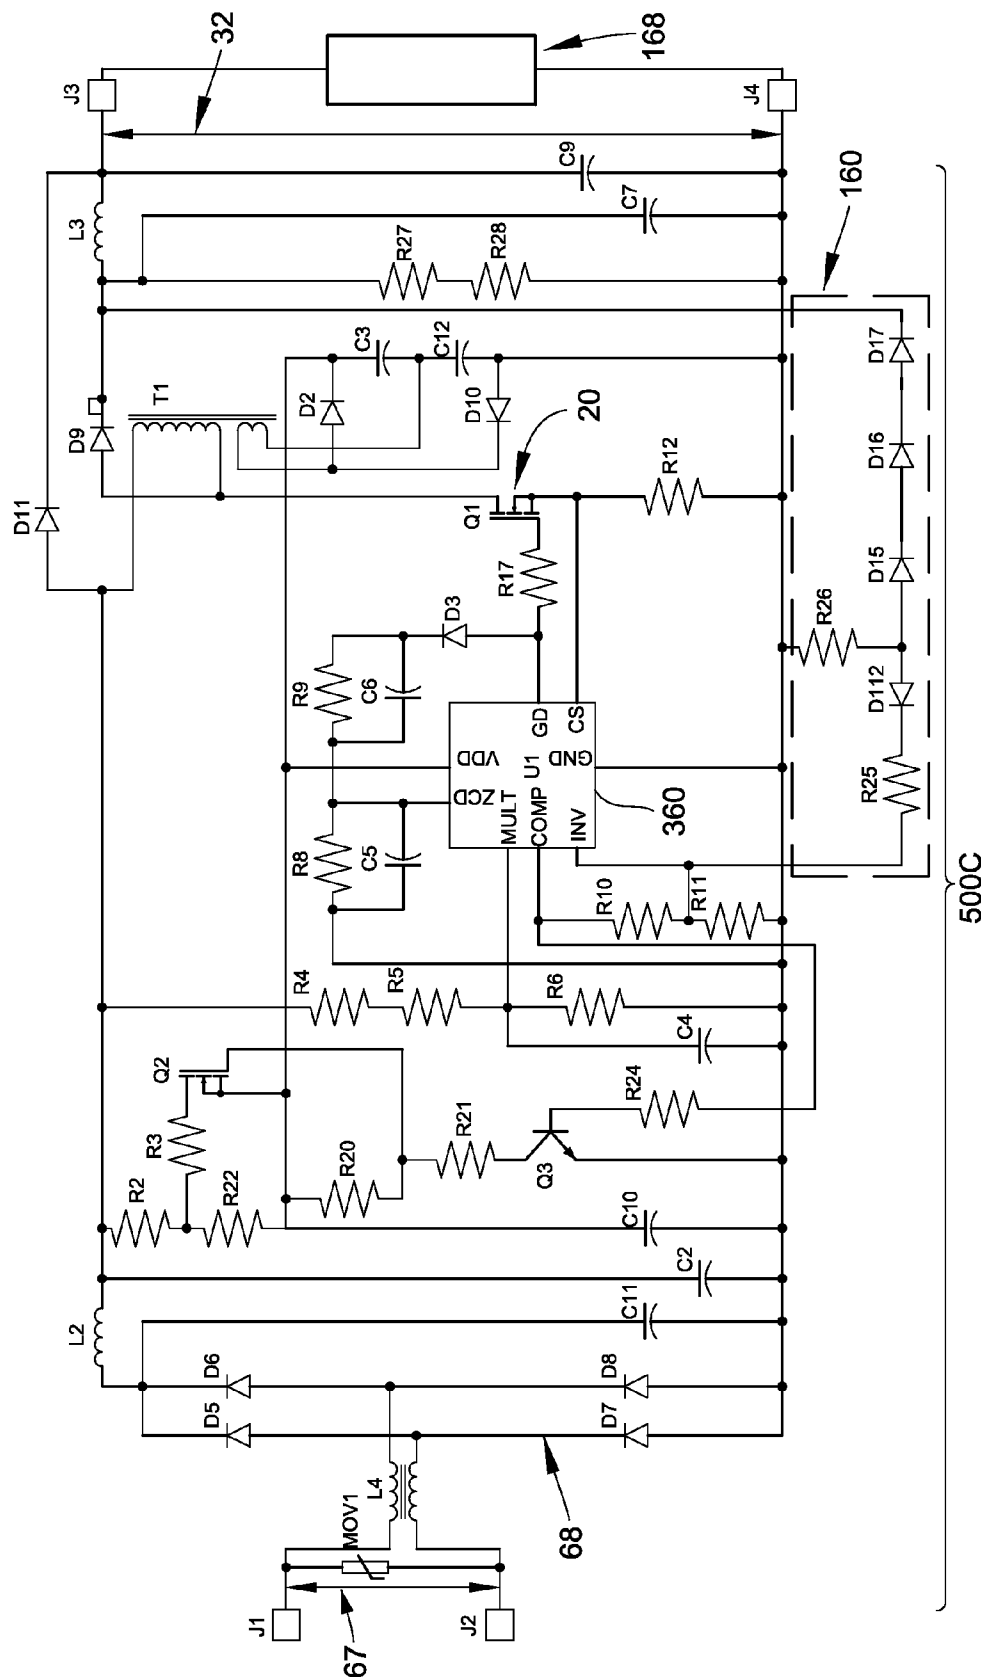 32
168
J3
J4
C9
L3
C7
R27
R28
160
D9
T1
D11
C3
C12
D2
D10
20
Q1
R12
D17
D16
D15
R26
D112
R25
R17
D3
R9
C6
R8
C5
ZCD
VDD
GD
CS
U1
GND
MULT
COMP
INV
360
R10
R11
500C
R4
R5
R6
C4
Q2
R3
R2
R22
R20
R21
Q3
R24
C10
C2
C11
L2
D6
D5
D8
D7
L4
MOV1
68
J1
J2
67